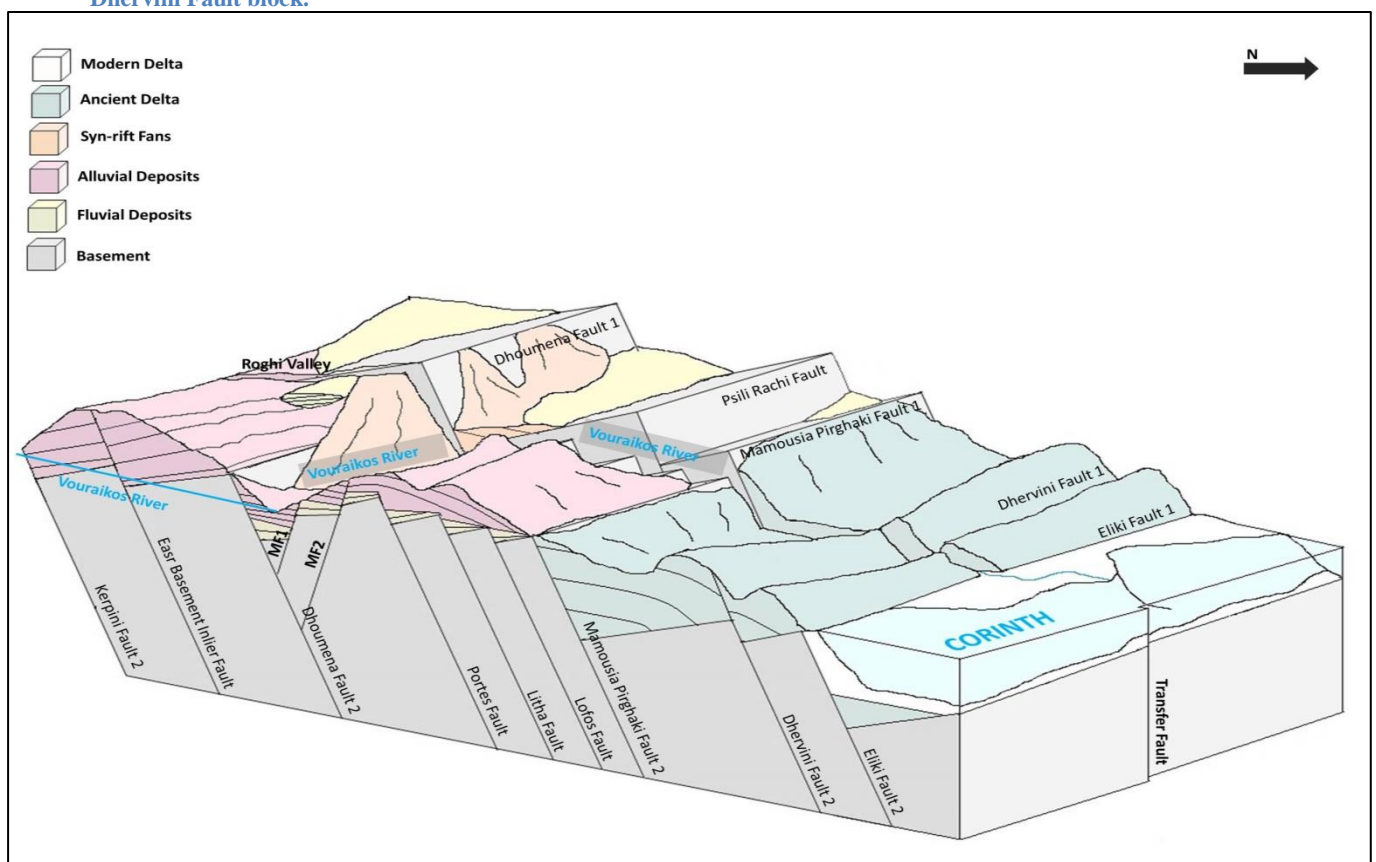 Dhervini Fault block.
N
Modern Delta
Ancient Delta
Syn-rift Fans
Alluvial Deposits
Fluvial Deposits
Basement
Roghi Valley
Dhoumena Fault 1
Psili Rachi Fault
Vouraikos River
Vouraikos River
Mamousia Pirghaki Fault 1
Vouraikos River
Dhervini Fault 1
Eliki Fault 1
MF1
MF2
CORINTH
Kerpini Fault 2
Easr Basement Inlier Fault
Dhoumena Fault 2
Portes Fault
Litha Fault
Lofos Fault
Mamousia Pirghaki Fault 2
Dhervini Fault 2
Eliki Fault 2
Transfer Fault